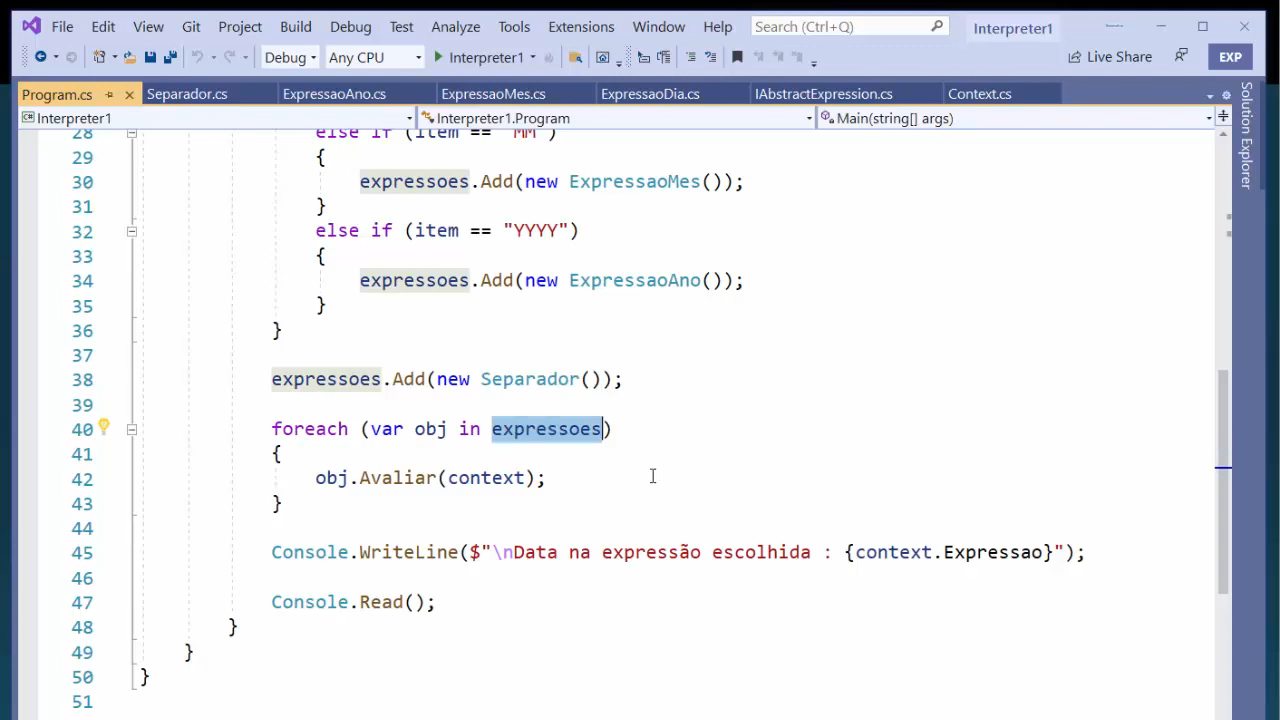 File Edit View Git Project Build Debug Test Analyze Tools Extensions Window Help Search (Ctrl+Q) Interpreter1
Debug Any CPU Interpreter1 Live Share EXP
Program.cs Separador.cs ExpressaoAno.cs ExpressaoMes.cs ExpressaoDia.cs IAbstractExpression.cs Context.cs
Interpreter1 Interpreter1.Program Main(string[] args)
Solution Explorer
28 else if (item == "MM")
29 {
30 expressoes.Add(new ExpressaoMes());
31 }
32 else if (item == "YYYY")
33 {
34 expressoes.Add(new ExpressaoAno());
35 }
36 }
37
38 expressoes.Add(new Separador());
39
40 foreach (var obj in expressoes)
41 {
42 obj.Avaliar(context);
43 }
44
45 Console.WriteLine($"\nData na expressão escolhida : {context.Expressao}");
46
47 Console.Read();
48 }
49 }
50 }
51